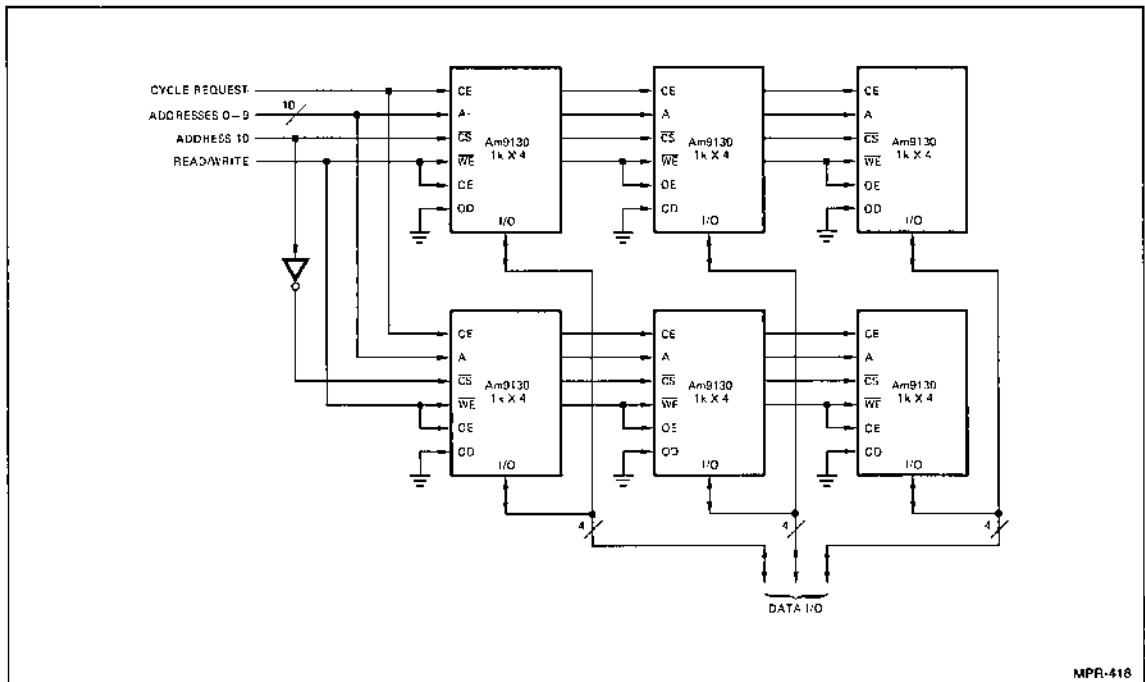 CYCLE REQUEST
ADDRESSES 0–9
10
ADDRESS 10
READ/WRITE
CE
A
CS
WE
OE
OD
Am9130
1k X 4
I/O
CE
A
CS
WE
OE
OD
Am9130
1k X 4
I/O
CE
A
CS
WE
OE
OD
Am9130
1k X 4
I/O
CE
A
CS
WE
OE
OD
Am9130
1k X 4
I/O
CE
A
CS
WE
OE
OD
Am9130
1k X 4
I/O
CE
A
CS
WE
OE
OD
Am9130
1k X 4
I/O
4
4
4
DATA I/O
MPR-418